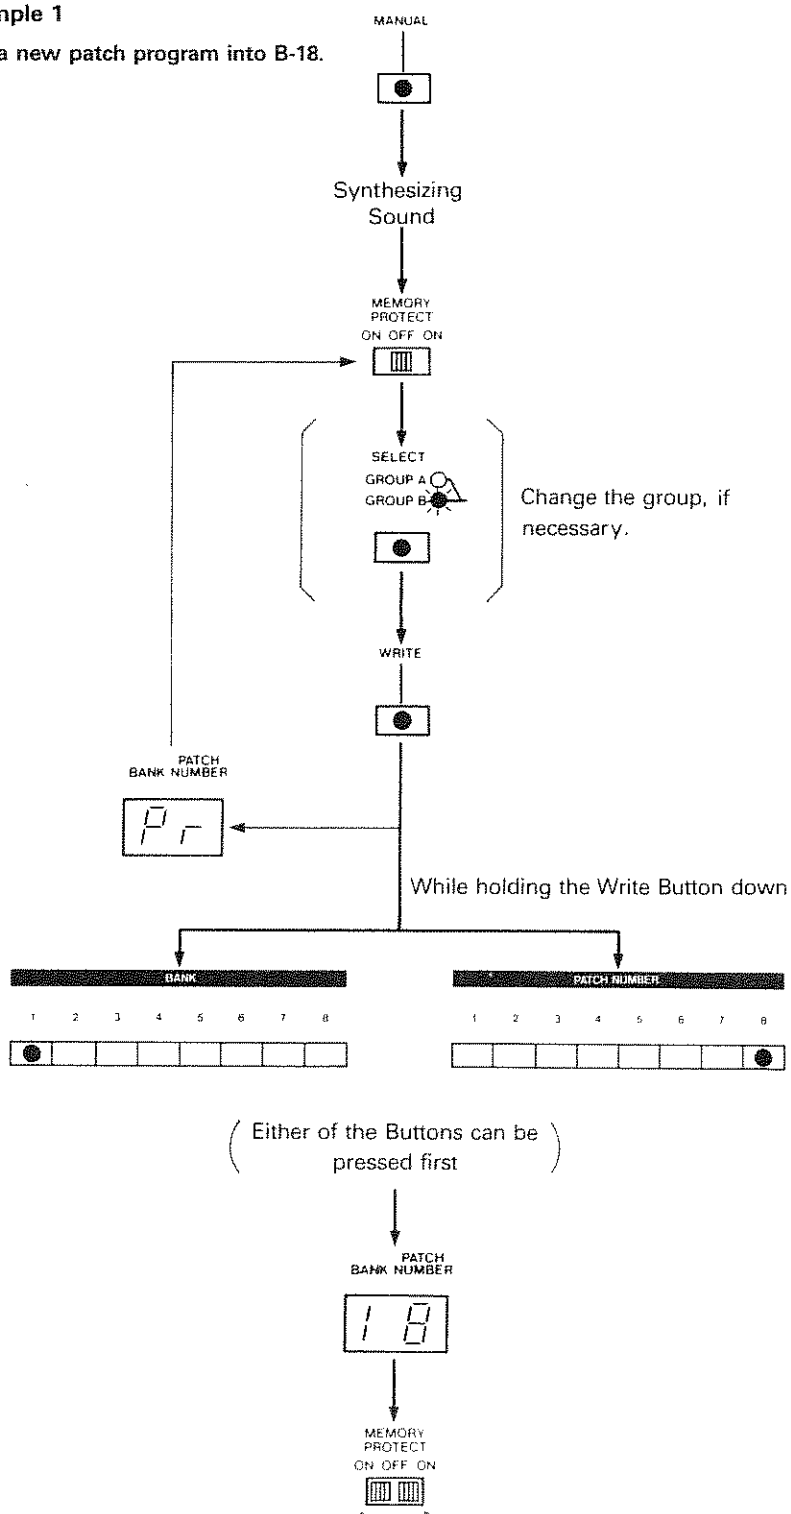 mple 1
a new patch program into B-18.
MANUAL
Synthesizing
Sound
MEMORY
PROTECT
ON OFF ON
SELECT
GROUP A
GROUP B
Change the group, if
necessary.
WRITE
PATCH
BANK NUMBER
Pr
While holding the Write Button down
BANK
1 2 3 4 5 6 7 8
PATCH NUMBER
1 2 3 4 5 6 7 8
( Either of the Buttons can be
pressed first )
PATCH
BANK NUMBER
18
MEMORY
PROTECT
ON OFF ON